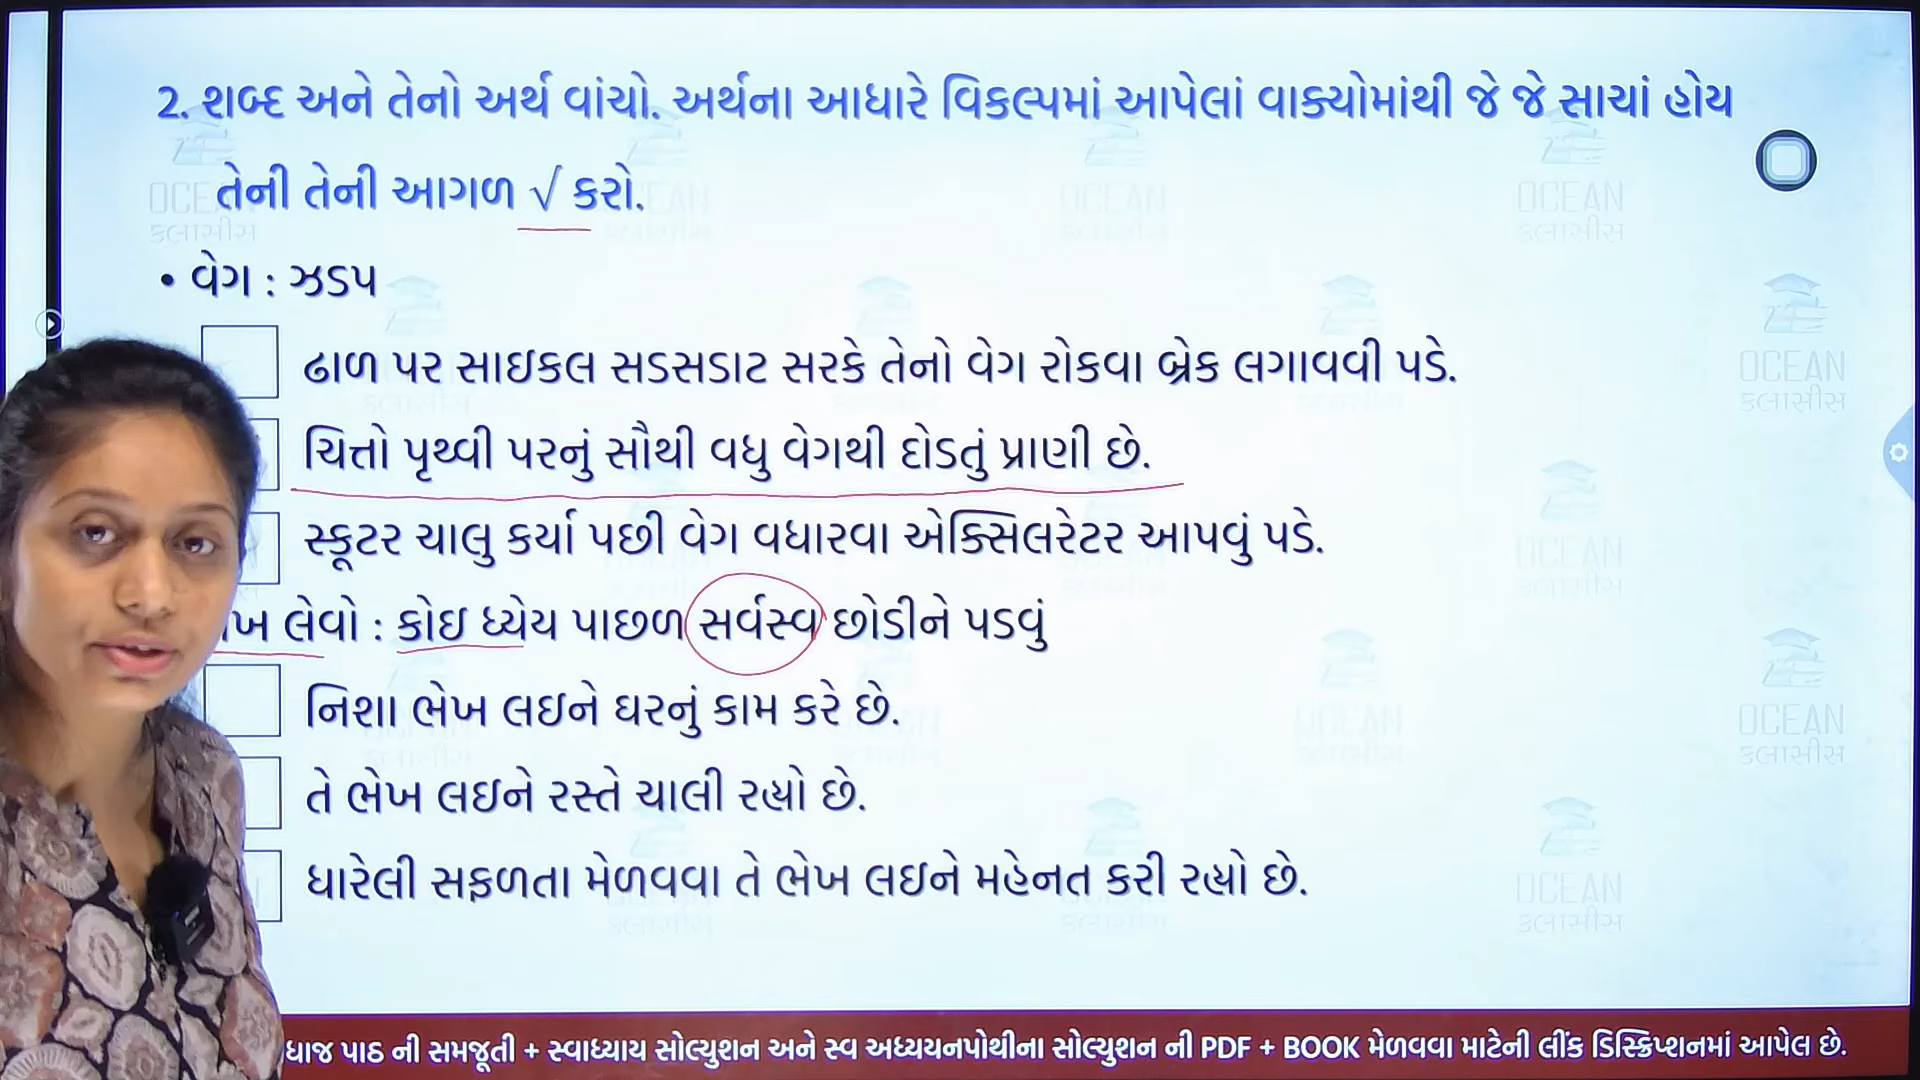 2. શબ્દ અને તેનો અર્થ વાંચો. અર્થના આધારે વિકલ્પમાં આપેલાં વાક્યોમાંથી જે જે સાચાં હોય
તેની તેની આગળ √ કરો.
• વેગ : ઝડપ
ઢાળ પર સાઇકલ સડસડાટ સરકે તેનો વેગ રોકવા બ્રેક લગાવવી પડે.
ચિત્તો પૃથ્વી પરનું સૌથી વધુ વેગથી દોડતું પ્રાણી છે.
સ્કૂટર ચાલુ કર્યા પછી વેગ વધારવા એક્સિલરેટર આપવું પડે.
લેવો : કોઇ ધ્યેય પાછળ સર્વસ્વ છોડીને પડવું
નિશા ભેખ લઇને ઘરનું કામ કરે છે.
તે ભેખ લઇને રસ્તે ચાલી રહ્યો છે.
ધારેલી સફળતા મેળવવા તે ભેખ લઇને મહેનત કરી રહ્યો છે.
પાઠ ની સમજૂતી + સ્વાધ્યાય સોલ્યુશન અને સ્વ અધ્યયનપોથીના સોલ્યુશન ની PDF + BOOK મેળવવા માટેની લીંક ડિસ્ક્રિપ્શનમાં આપેલ છે.
OCEAN
કલાસીસ